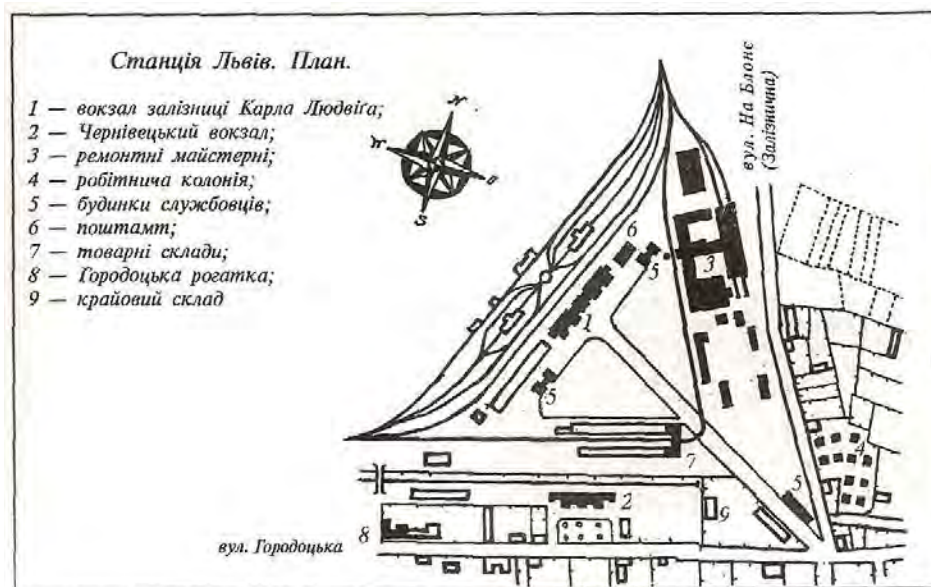 Станція Львів. План.
1 — вокзал залізниці Карла Людвіґа;
2 — Чернівецький вокзал;
3 — ремонтні майстерні;
4 — робітнича колонія;
5 — будинки службовців;
6 — поштамт;
7 — товарні склади;
8 — Городоцька рогатка;
9 — крайовий склад
N
W
O
S
вул. На Блонє
(Залізнична)
6
5
3
1
5
4
7
5
2
9
8
вул. Городоцька